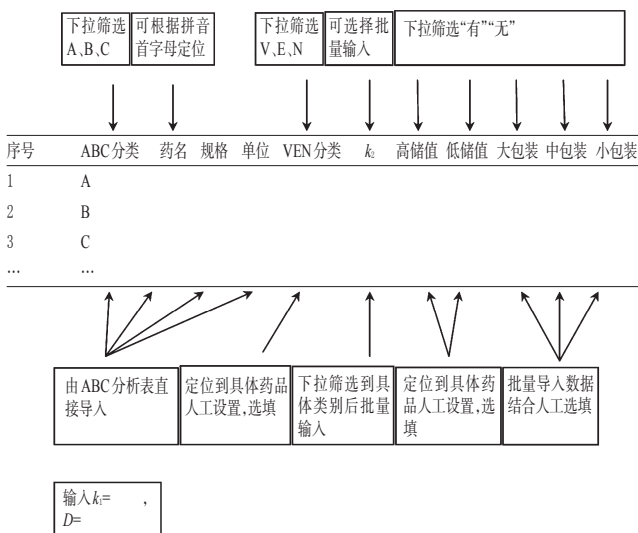 下拉筛选
A、B、C
可根据拼音
首字母定位
下拉筛选
V、E、N
可选择批
量输入
下拉筛选“有”“无”
序号 ABC分类 药名 规格 单位 VEN分类 k₂ 高储值 低储值 大包装 中包装 小包装
1 A
2 B
3 C
… …
由ABC分析表直
接导入
定位到具体药品
人工设置,选填
下拉筛选到具
体类别后批量
输入
定位到具体药
品人工设置,选
填
批量导入数据
结合人工选填
输入k₁= ,
D=